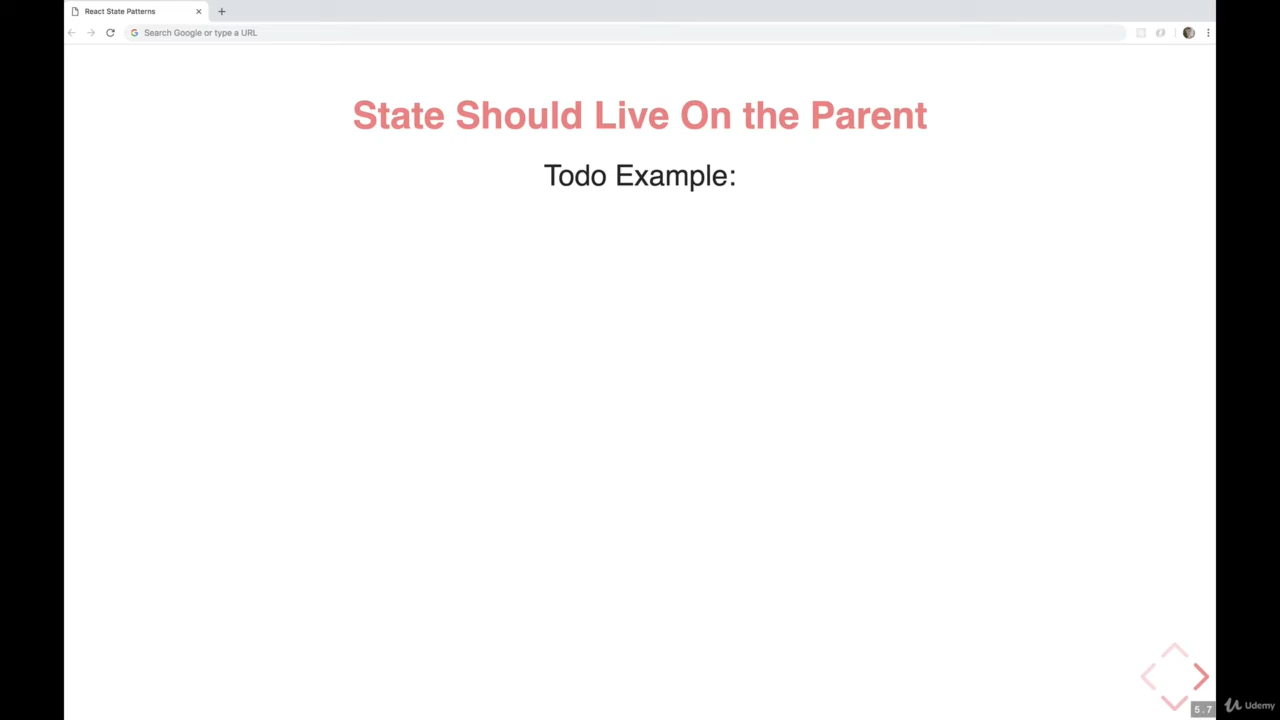 React State Patterns
Search Google or type a URL
State Should Live On the Parent
Todo Example:
5.7
Udemy